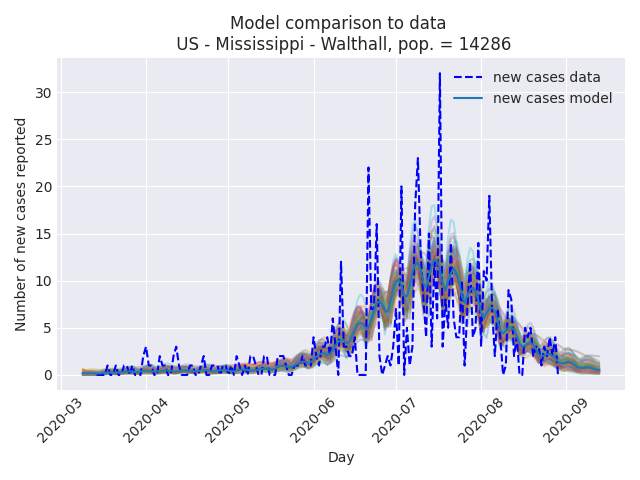 Model comparison to data
US - Mississippi - Walthall, pop. = 14286
new cases data
new cases model
Number of new cases reported
30
25
20
15
10
5
0
2020-03
2020-04
2020-05
2020-06
2020-07
2020-08
2020-09
Day